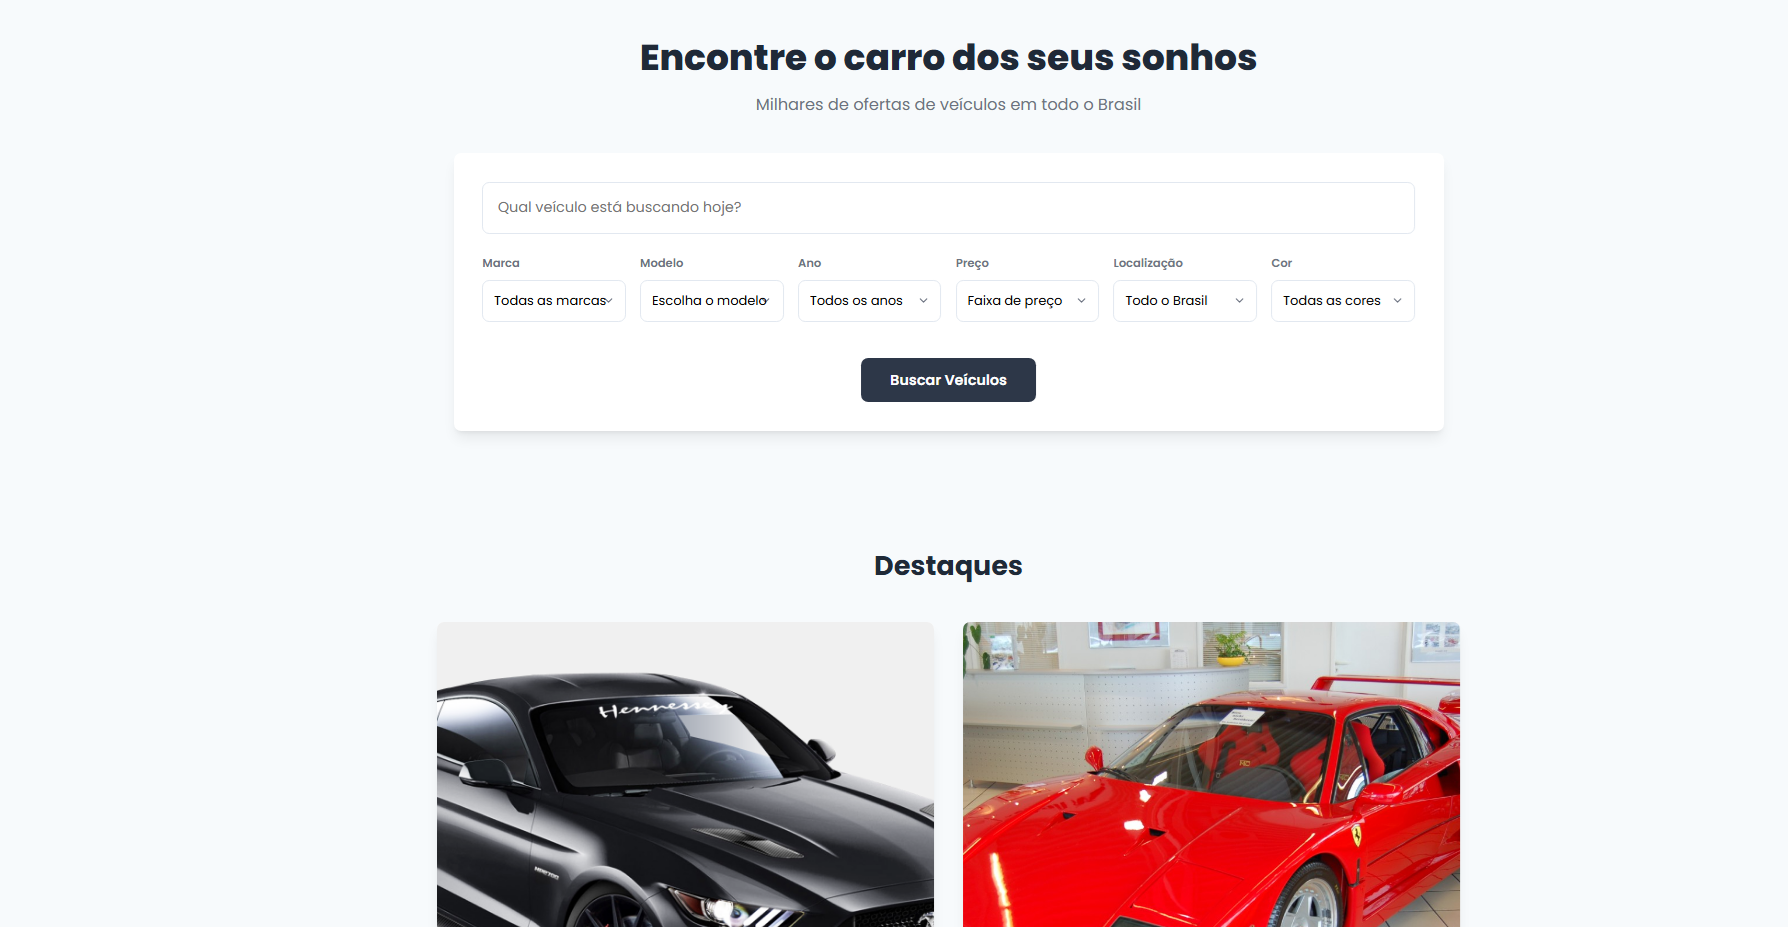 Encontre o carro dos seus sonhos
Milhares de ofertas de veículos em todo o Brasil
Qual veículo está buscando hoje?
Marca Modelo Ano Preço Localização Cor
Todas as marcas Escolha o modelo Todos os anos Faixa de preço Todo o Brasil Todas as cores
Buscar Veículos
Destaques
Hennessey